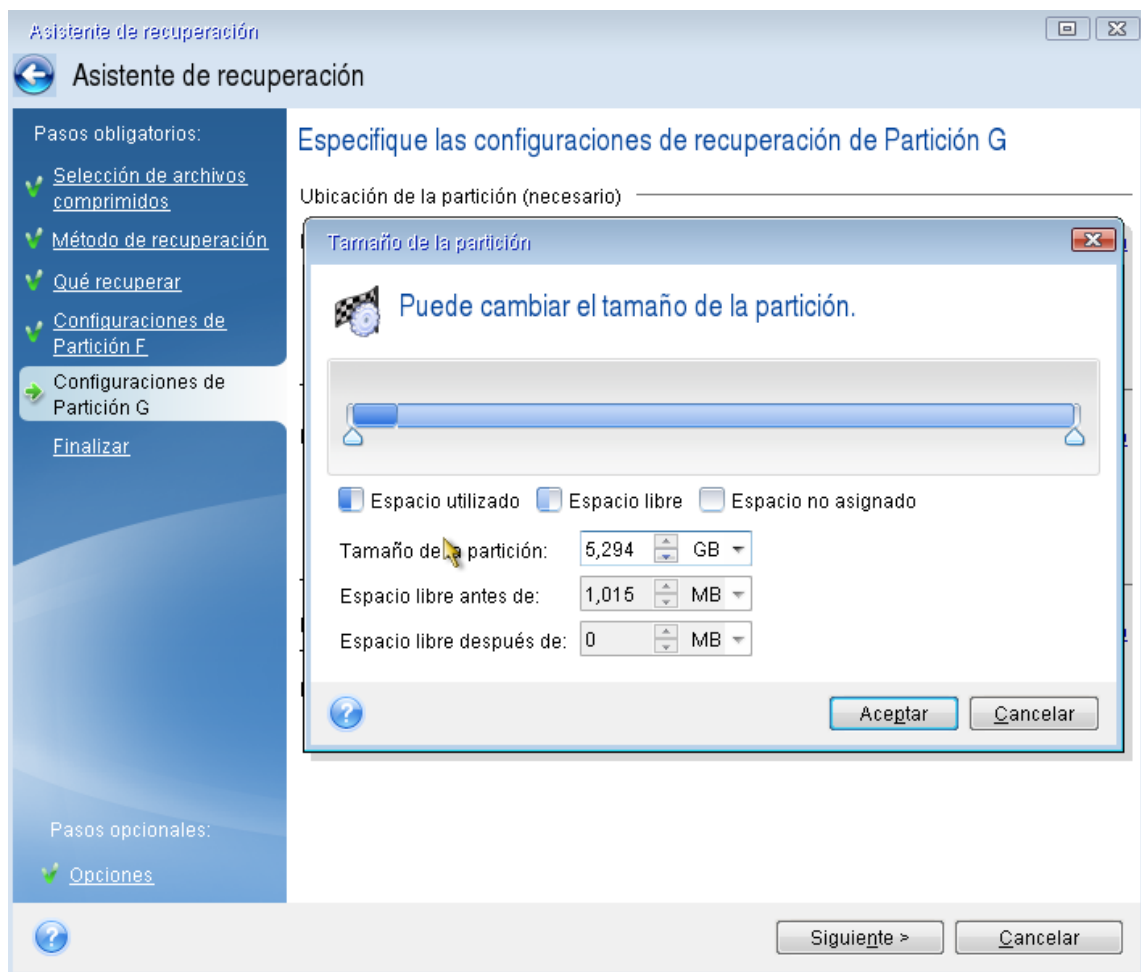 Asistente de recuperación
Asistente de recuperación
Pasos obligatorios:
Selección de archivos
comprimidos
Método de recuperación
Qué recuperar
Configuraciones de
Partición F
Configuraciones de
Partición G
Finalizar
Pasos opcionales:
Opciones
Especifique las configuraciones de recuperación de Partición G
Ubicación de la partición (necesario)
Tamaño de la partición
Puede cambiar el tamaño de la partición.
Espacio utilizado Espacio libre Espacio no asignado
Tamaño de la partición: 5,294 GB
Espacio libre antes de: 1,015 MB
Espacio libre después de: 0 MB
Aceptar Cancelar
Siguiente > Cancelar